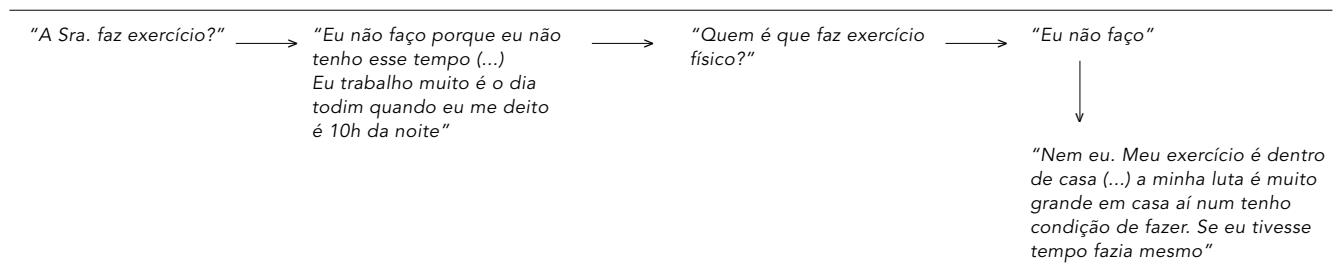 “A Sra. faz exercício?”
“Eu não faço porque eu não
tenho esse tempo (...)
Eu trabalho muito é o dia
todim quando eu me deito
é 10h da noite”
“Quem é que faz exercício
físico?”
“Eu não faço”
“Nem eu. Meu exercício é dentro
de casa (...) a minha luta é muito
grande em casa aí num tenho
condição de fazer. Se eu tivesse
tempo fazia mesmo”